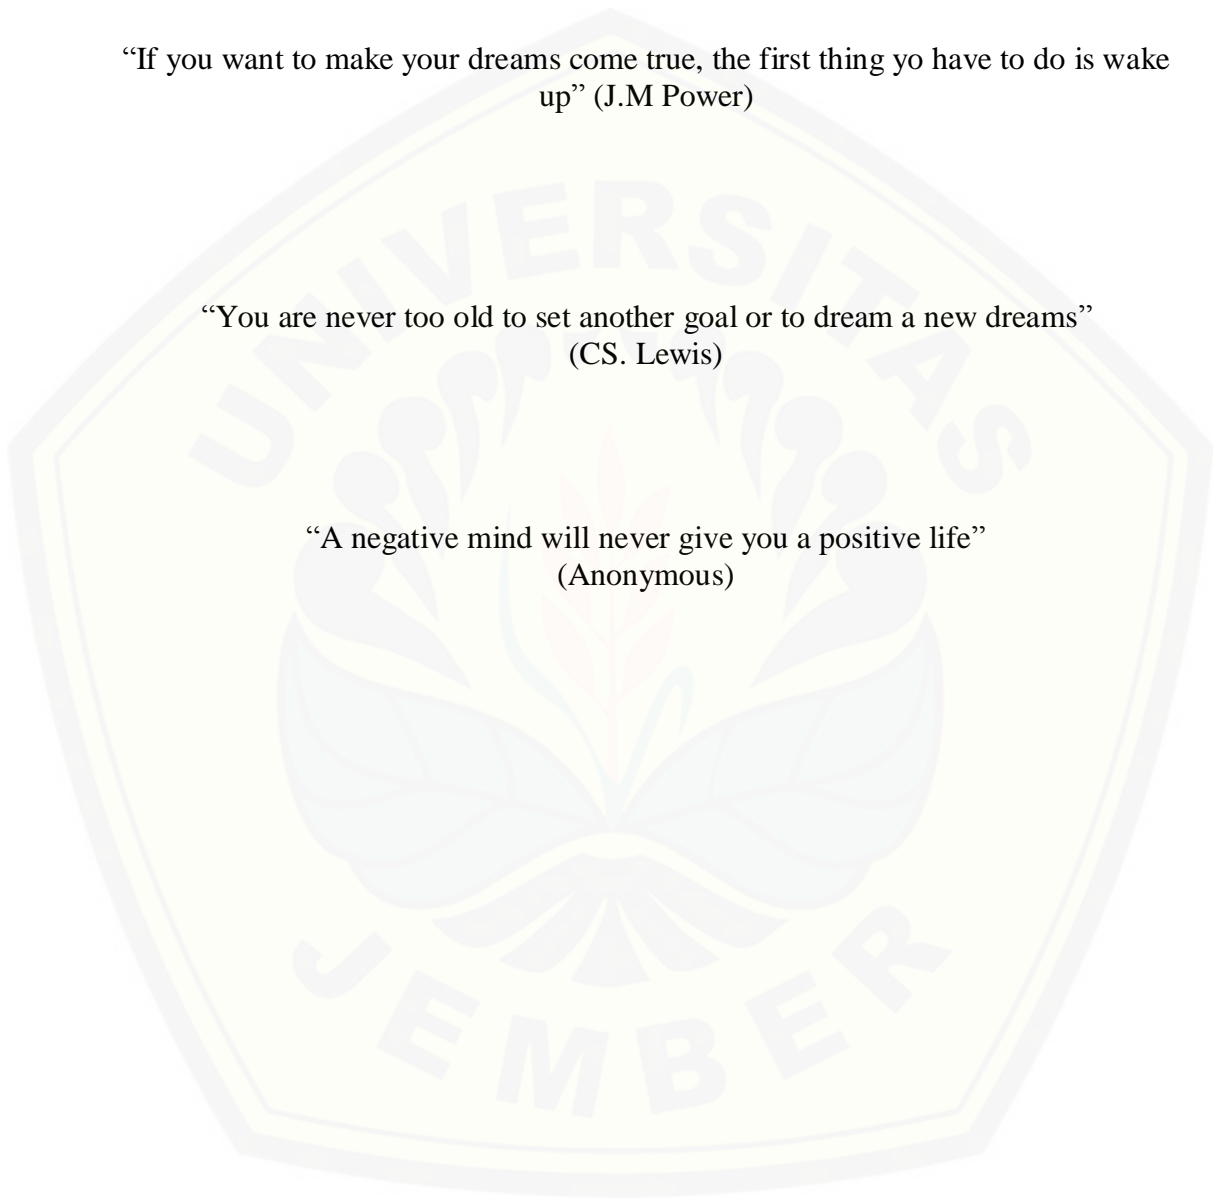 “If you want to make your dreams come true, the first thing yo have to do is wake
up” (J.M Power)
“You are never too old to set another goal or to dream a new dreams”
(CS. Lewis)
“A negative mind will never give you a positive life”
(Anonymous)
UNIVERSITAS
JEMBER